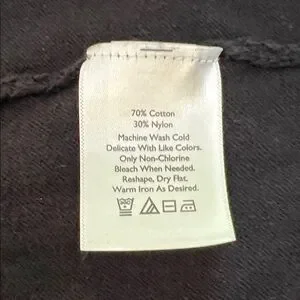 70% Cotton
30% Nylon
Machine Wash Cold
Delicate With Like Colors.
Only Non-Chlorine
Bleach When Needed.
Reshape, Dry Flat.
Warm Iron As Desired.